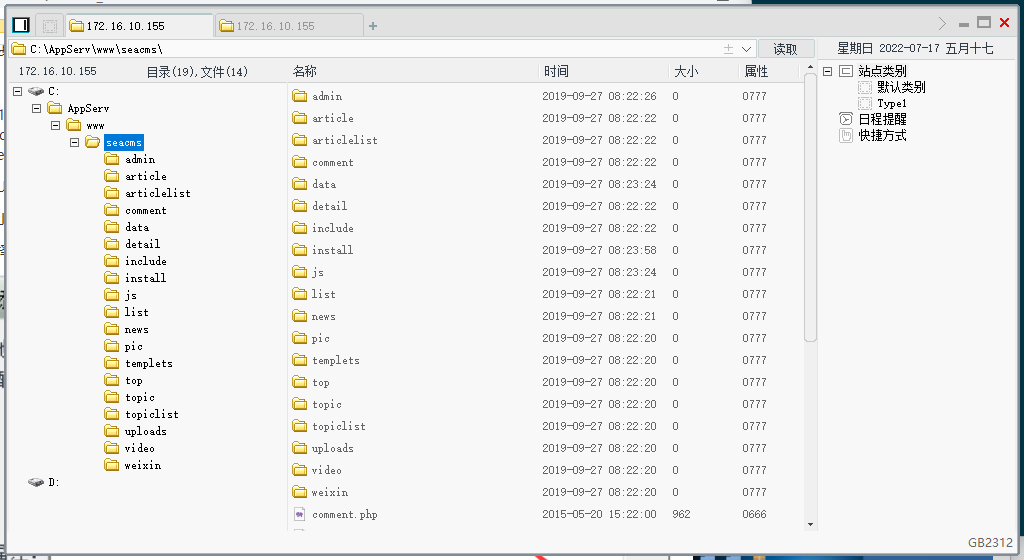 172.16.10.155 172.16.10.155 +
C:\AppServ\www\seacms\ 读取 星期日 2022-07-17 五月十七
172.16.10.155 目录(19),文件(14) 名称 时间 大小 属性
C:
AppServ
www
seacms
admin
article
articlelist
comment
data
detail
include
install
js
list
news
pic
templets
top
topic
topiclist
uploads
video
weixin
D:
admin 2019-09-27 08:22:26 0 0777
article 2019-09-27 08:22:22 0 0777
articlelist 2019-09-27 08:22:22 0 0777
comment 2019-09-27 08:22:22 0 0777
data 2019-09-27 08:23:24 0 0777
detail 2019-09-27 08:22:22 0 0777
include 2019-09-27 08:22:22 0 0777
install 2019-09-27 08:23:58 0 0777
js 2019-09-27 08:23:24 0 0777
list 2019-09-27 08:22:21 0 0777
news 2019-09-27 08:22:21 0 0777
pic 2019-09-27 08:22:20 0 0777
templets 2019-09-27 08:22:20 0 0777
top 2019-09-27 08:22:20 0 0777
topic 2019-09-27 08:22:20 0 0777
topiclist 2019-09-27 08:22:20 0 0777
uploads 2019-09-27 08:22:20 0 0777
video 2019-09-27 08:22:20 0 0777
weixin 2019-09-27 08:22:20 0 0777
comment.php 2015-05-20 15:22:00 962 0666
站点类别
默认类别
Type1
日程提醒
快捷方式
GB2312